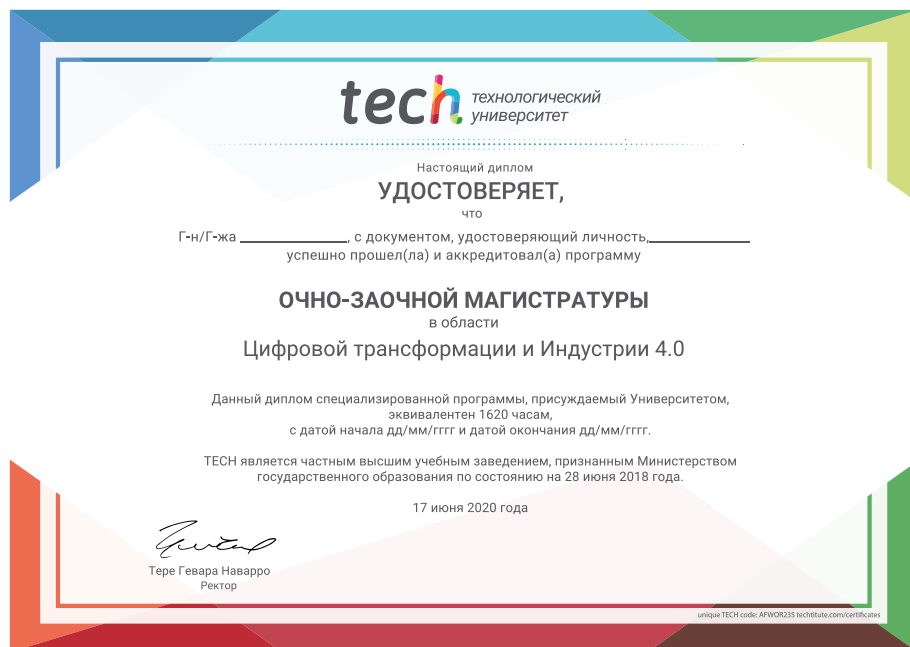 tech технологический
университет
Настоящий диплом
УДОСТОВЕРЯЕТ,
что
Г-н/Г-жа ______________, с документом, удостоверяющий личность,______________
успешно прошел(ла) и аккредитовал(а) программу
ОЧНО-ЗАОЧНОЙ МАГИСТРАТУРЫ
в области
Цифровой трансформации и Индустрии 4.0
Данный диплом специализированной программы, присуждаемый Университетом,
эквивалентен 1620 часам,
с датой начала дд/мм/гггг и датой окончания дд/мм/гггг.
TECH является частным высшим учебным заведением, признанным Министерством
государственного образования по состоянию на 28 июня 2018 года.
17 июня 2020 года
Тере Гевара Наварро
Ректор
unique TECH code: AFWOR235 techtitute.com/certificates